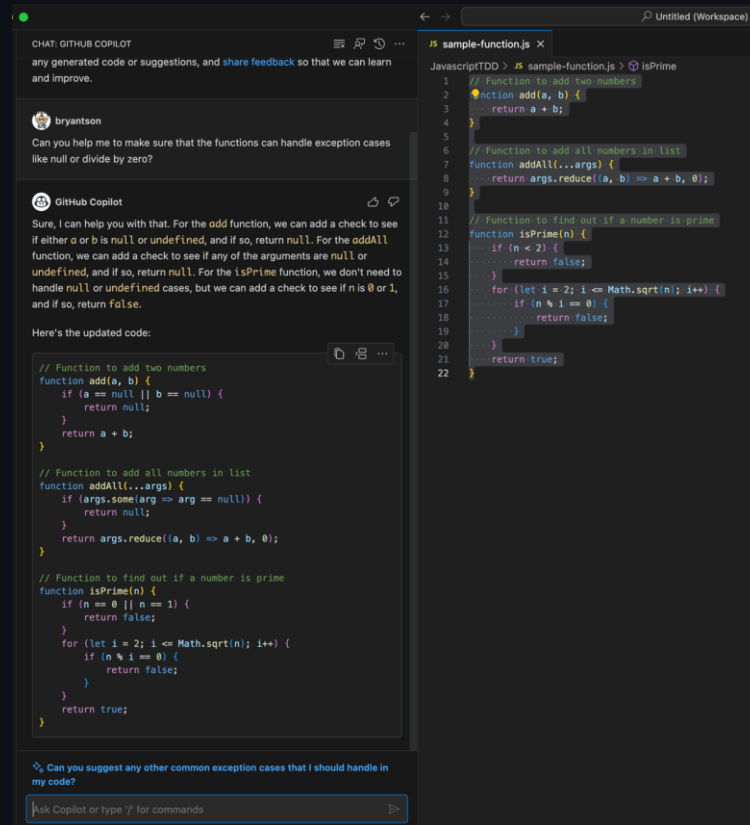 Untitled (Workspace)
CHAT: GITHUB COPILOT
any generated code or suggestions, and share feedback so that we can learn
and improve.
bryantson
Can you help me to make sure that the functions can handle exception cases
like null or divide by zero?
GitHub Copilot
Sure, I can help you with that. For the add function, we can add a check to see
if either a or b is null or undefined, and if so, return null. For the addAll
function, we can add a check to see if any of the arguments are null or
undefined, and if so, return null. For the isPrime function, we don't need to
handle null or undefined cases, but we can add a check to see if n is 0 or 1,
and if so, return false.
Here's the updated code:
// Function to add two numbers
function add(a, b) {
    if (a == null || b == null) {
        return null;
    }
    return a + b;
}
// Function to add all numbers in list
function addAll(...args) {
    if (args.some(arg => arg == null)) {
        return null;
    }
    return args.reduce((a, b) => a + b, 0);
}
// Function to find out if a number is prime
function isPrime(n) {
    if (n == 0 || n == 1) {
        return false;
    }
    for (let i = 2; i <= Math.sqrt(n); i++) {
        if (n % i == 0) {
            return false;
        }
    }
    return true;
}
Can you suggest any other common exception cases that I should handle in
my code?
Ask Copilot or type '/' for commands
JS sample-function.js
JavascriptTDD > JS sample-function.js > isPrime
1 // Function to add two numbers
2 nction add(a, b) {
3     return a + b;
4 }
5
6 // Function to add all numbers in list
7 function addAll(...args) {
8     return args.reduce((a, b) => a + b, 0);
9 }
10
11 // Function to find out if a number is prime
12 function isPrime(n) {
13     if (n < 2) {
14         return false;
15     }
16     for (let i = 2; i <= Math.sqrt(n); i++) {
17         if (n % i == 0) {
18             return false;
19         }
20     }
21     return true;
22 }